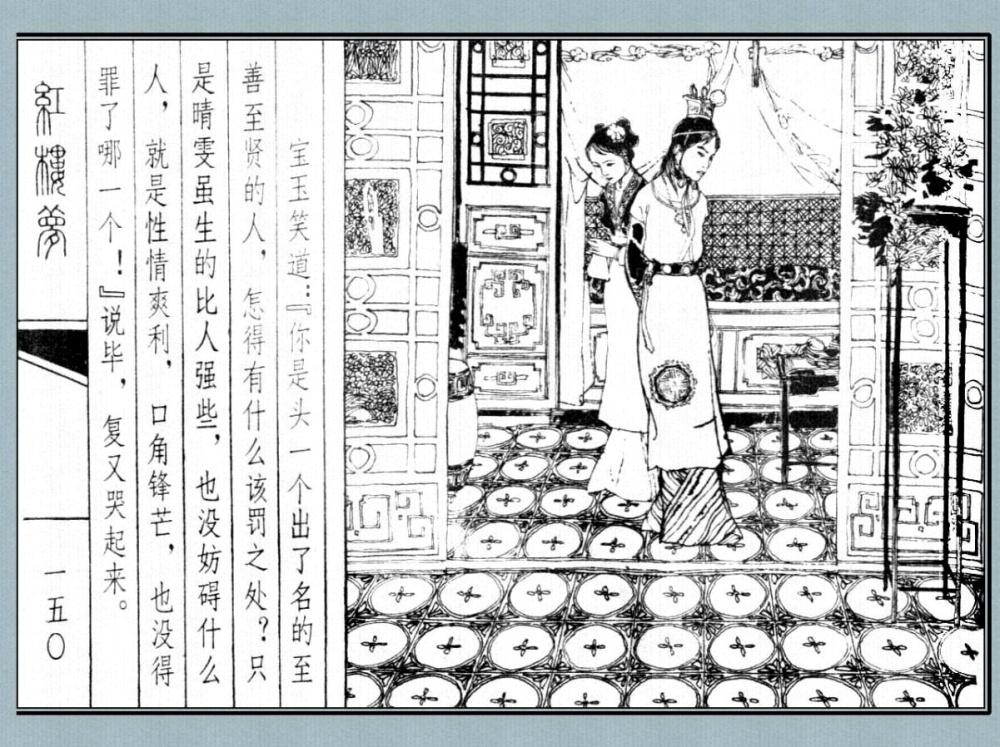 宝玉笑道：『你是头一个出了名的至
善至贤的人，怎得有什么该罚之处？只
是晴雯虽生的比人强些，也没妨碍什么
人，就是性情爽利，口角锋芒，也没得
罪了哪一个！』说毕，复又哭起来。
紅樓夢
一五〇